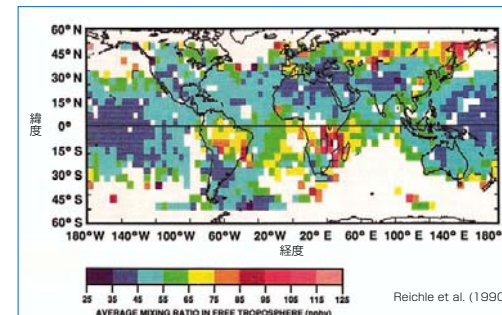 60° N
45° N
30° N
15° N
0°
15° S
30° S
45° S
60° S
緯度
180° W 140° W 100° W 60° W 20° W 20° E 60° E 100° E 140° E 180°
経度
25 35 45 55 65 75 85 95 105 115 125
AVERAGE MIXING RATIO IN FREE TROPOSPHERE (ppbv)
Reichle et al. (1990